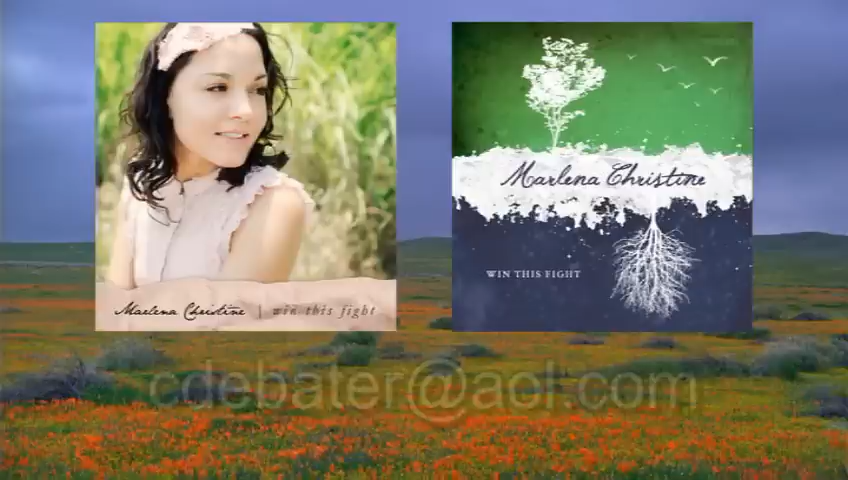 Marlena Christine | win this fight
Marlena Christine
WIN THIS FIGHT
cdebater@aol.com